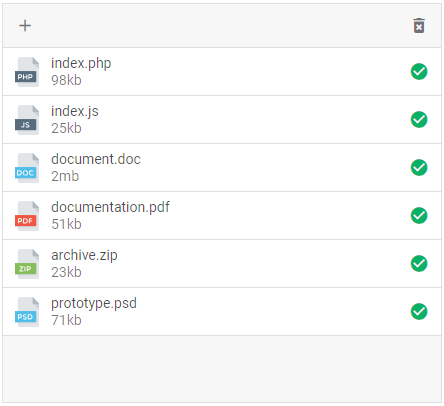 index.php
PHP
98kb
index.js
JS
25kb
document.doc
DOC
2mb
documentation.pdf
PDF
51kb
archive.zip
ZIP
23kb
prototype.psd
PSD
71kb